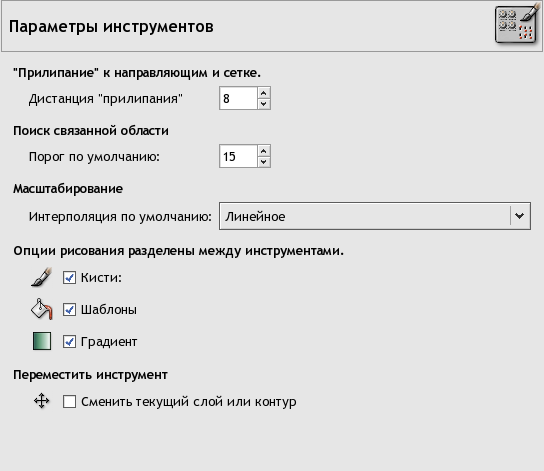 Параметры инструментов
"Прилипание" к направляющим и сетке.
Дистанция "прилипания" 8
Поиск связанной области
Порог по умолчанию: 15
Масштабирование
Интерполяция по умолчанию: Линейное
Опции рисования разделены между инструментами.
Кисти:
Шаблоны
Градиент
Переместить инструмент
Сменить текущий слой или контур